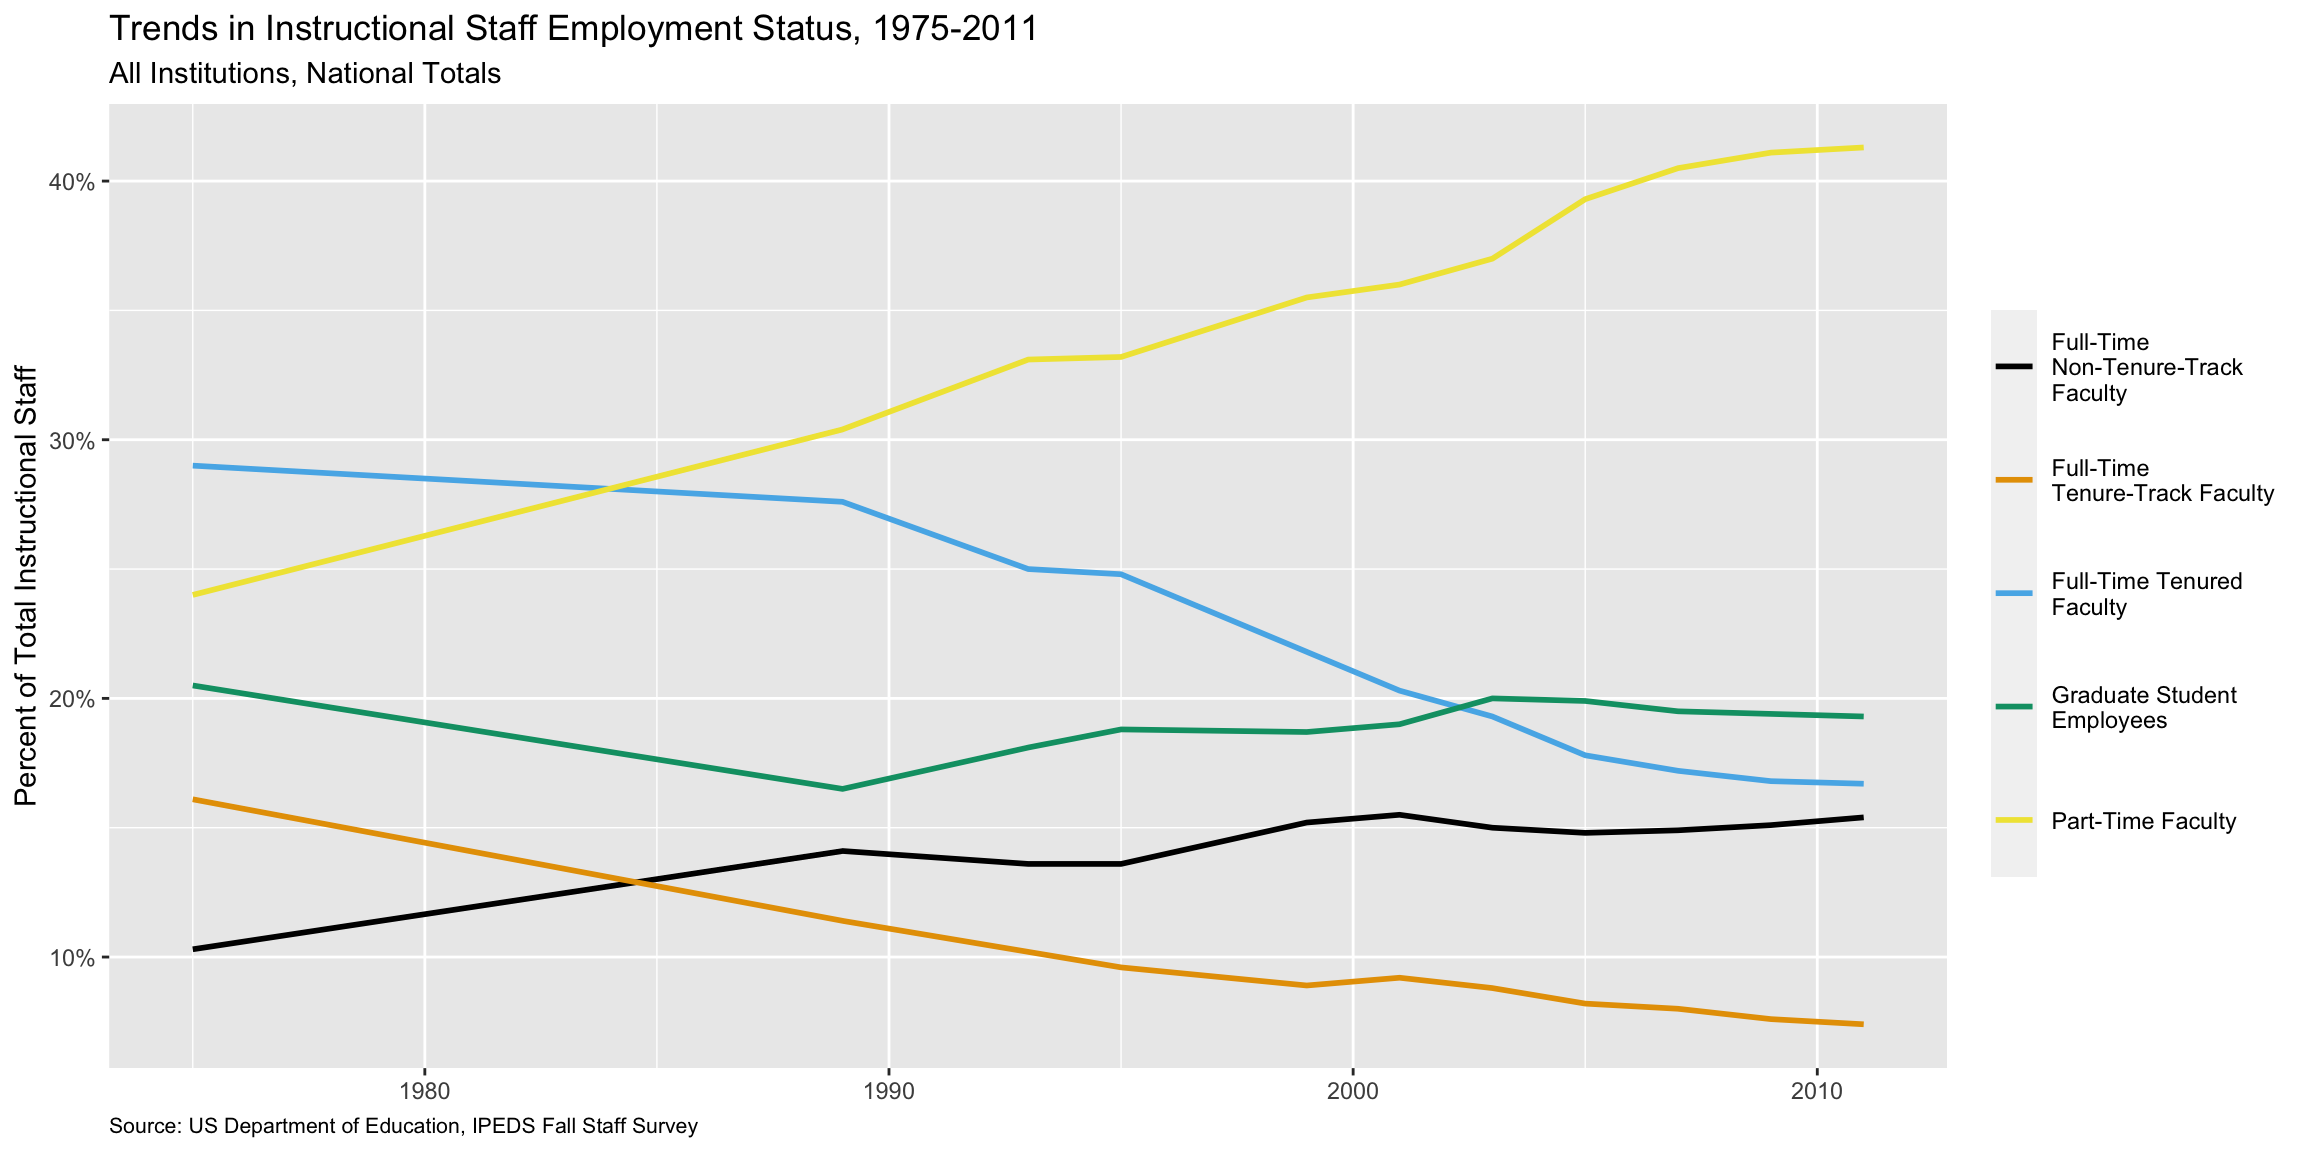 Trends in Instructional Staff Employment Status, 1975-2011
All Institutions, National Totals
Percent of Total Instructional Staff
40%
30%
20%
10%
1980
1990
2000
2010
Full-Time
Non-Tenure-Track
Faculty
Full-Time
Tenure-Track Faculty
Full-Time Tenured
Faculty
Graduate Student
Employees
Part-Time Faculty
Source: US Department of Education, IPEDS Fall Staff Survey